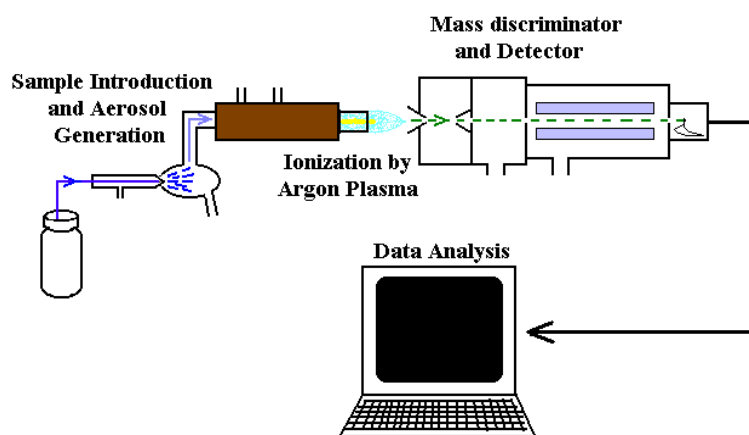 Mass discriminator
and Detector
Sample Introduction
and Aerosol
Generation
Ionization by
Argon Plasma
Data Analysis